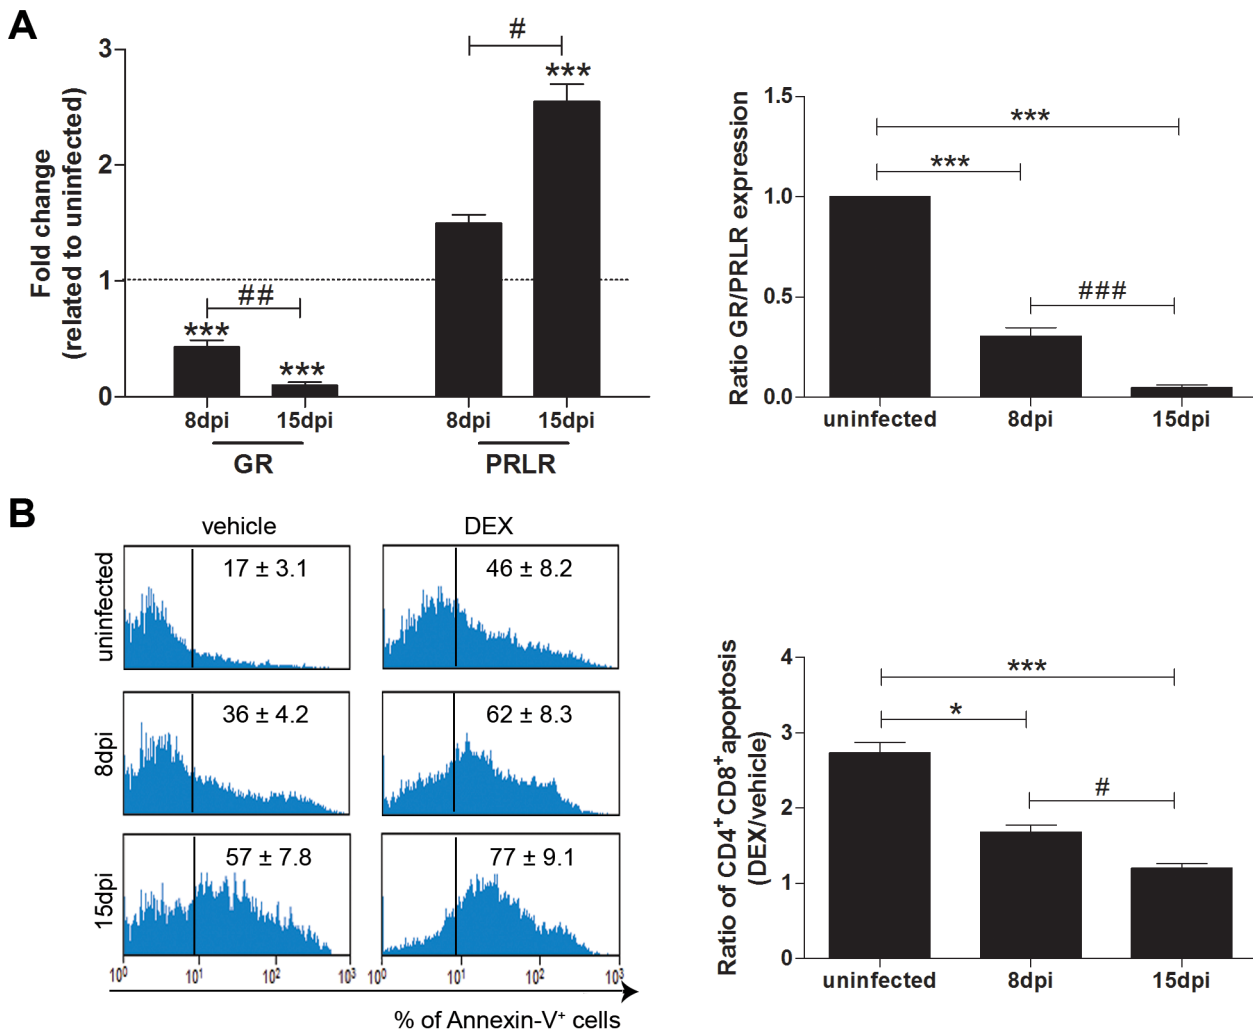 A
Fold change
(related to uninfected)
3
2
1
0
#
***
##
***
***
8dpi
15dpi
8dpi
15dpi
GR
PRLR
Ratio GR/PRLR expression
1.5
1.0
0.5
0.0
***
***
###
uninfected
8dpi
15dpi
B
vehicle
DEX
uninfected
17 ± 3.1
46 ± 8.2
8dpi
36 ± 4.2
62 ± 8.3
15dpi
57 ± 7.8
77 ± 9.1
10⁰ 10¹ 10² 10³
10⁰ 10¹ 10² 10³
% of Annexin-V⁺ cells
Ratio of CD4⁺CD8⁺apoptosis
(DEX/vehicle)
4
3
2
1
0
***
*
#
uninfected
8dpi
15dpi